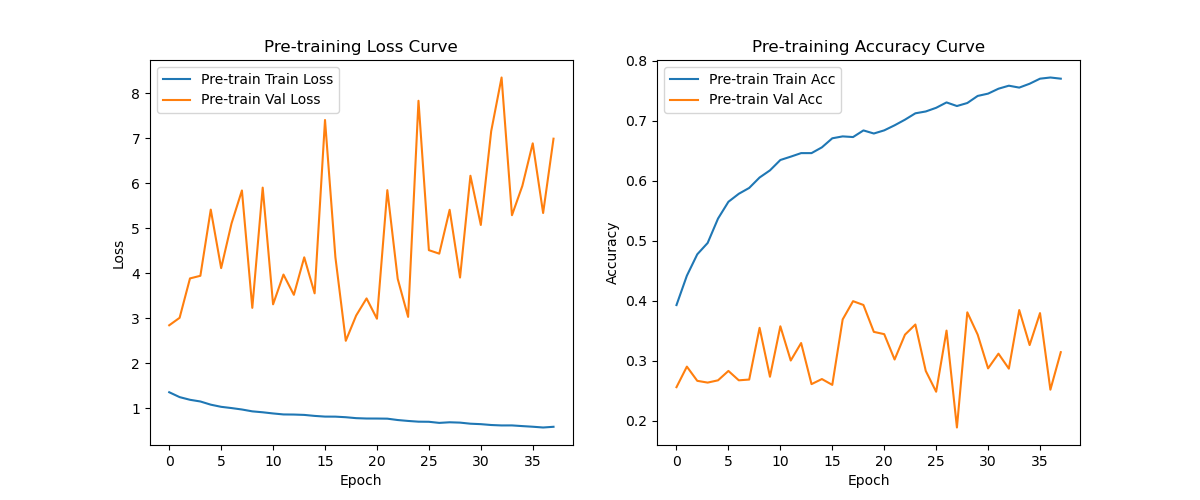 Pre-training Loss Curve
Pre-train Train Loss
Pre-train Val Loss
8
7
6
5
4
3
2
1
Loss
0 5 10 15 20 25 30 35
Epoch
Pre-training Accuracy Curve
Pre-train Train Acc
Pre-train Val Acc
0.8
0.7
0.6
0.5
0.4
0.3
0.2
Accuracy
0 5 10 15 20 25 30 35
Epoch